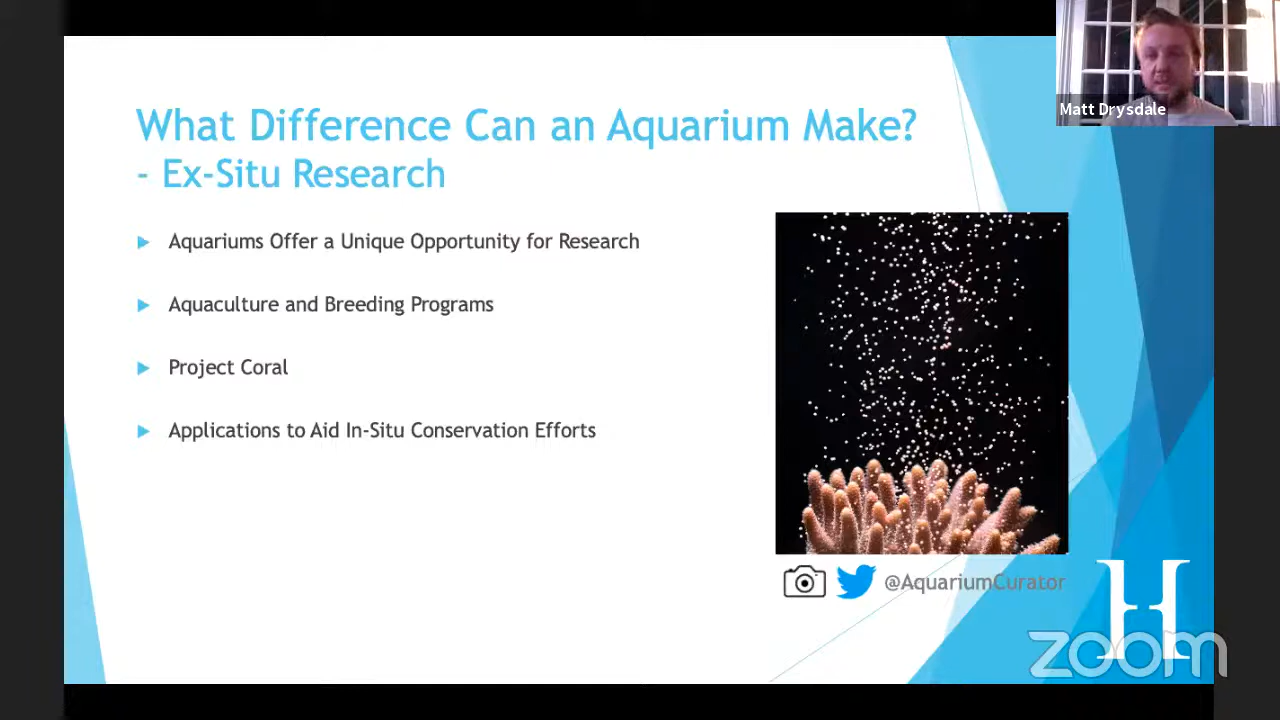 Matt Drysdale
What Difference Can an Aquarium Make?
- Ex-Situ Research
Aquariums Offer a Unique Opportunity for Research
Aquaculture and Breeding Programs
Project Coral
Applications to Aid In-Situ Conservation Efforts
@AquariumCurator
H
zoom